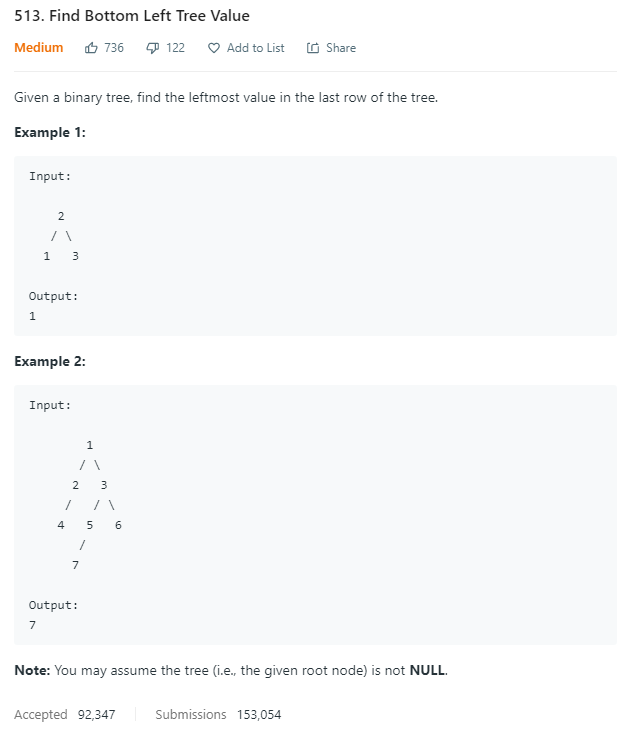 513. Find Bottom Left Tree Value
Medium 736 122 Add to List Share
Given a binary tree, find the leftmost value in the last row of the tree.
Example 1:
Input:
2
/ \
1 3
Output:
1
Example 2:
Input:
1
/ \
2 3
/ / \
4 5 6
/
7
Output:
7
Note: You may assume the tree (i.e., the given root node) is not NULL.
Accepted 92,347 Submissions 153,054